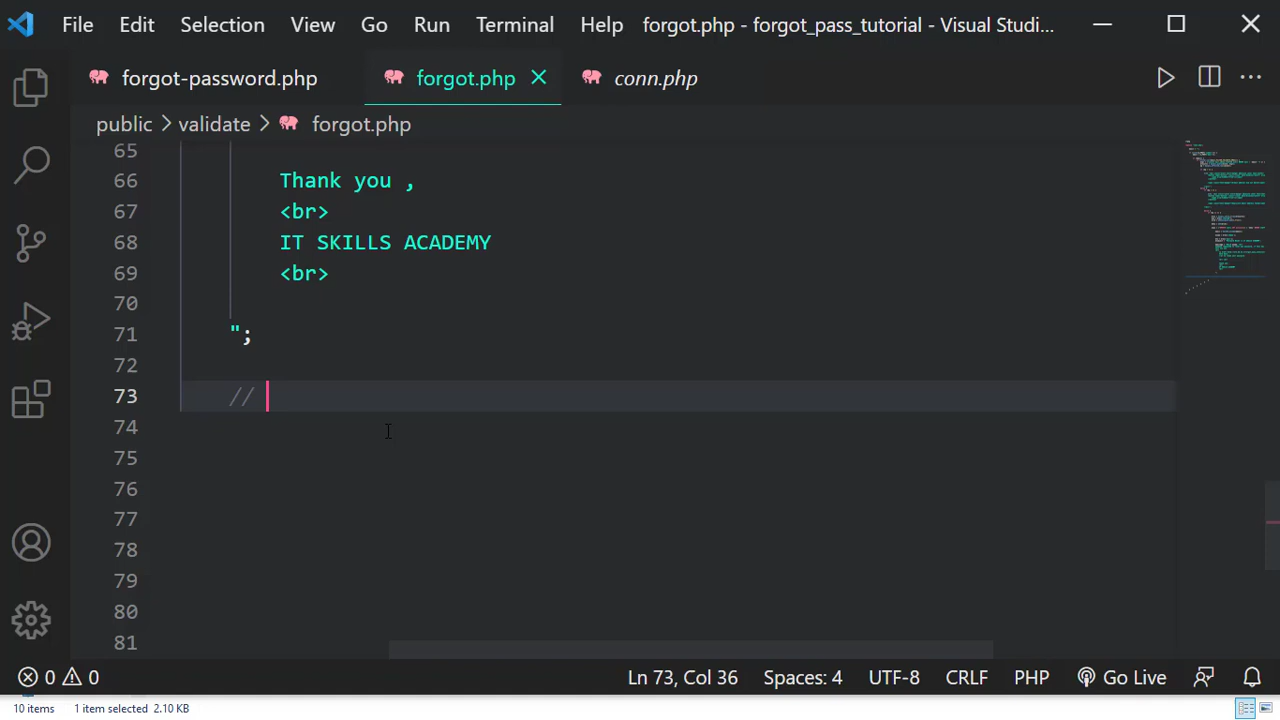 File Edit Selection View Go Run Terminal Help forgot.php - forgot_pass_tutorial - Visual Studi...
forgot-password.php forgot.php conn.php
public > validate > forgot.php
65
66 Thank you ,
67 <br>
68 IT SKILLS ACADEMY
69 <br>
70
71 ";
72
73 //
74
75
76
77
78
79
80
81
0 0 Ln 73, Col 36 Spaces: 4 UTF-8 CRLF PHP Go Live
10 items 1 item selected 2.10 KB